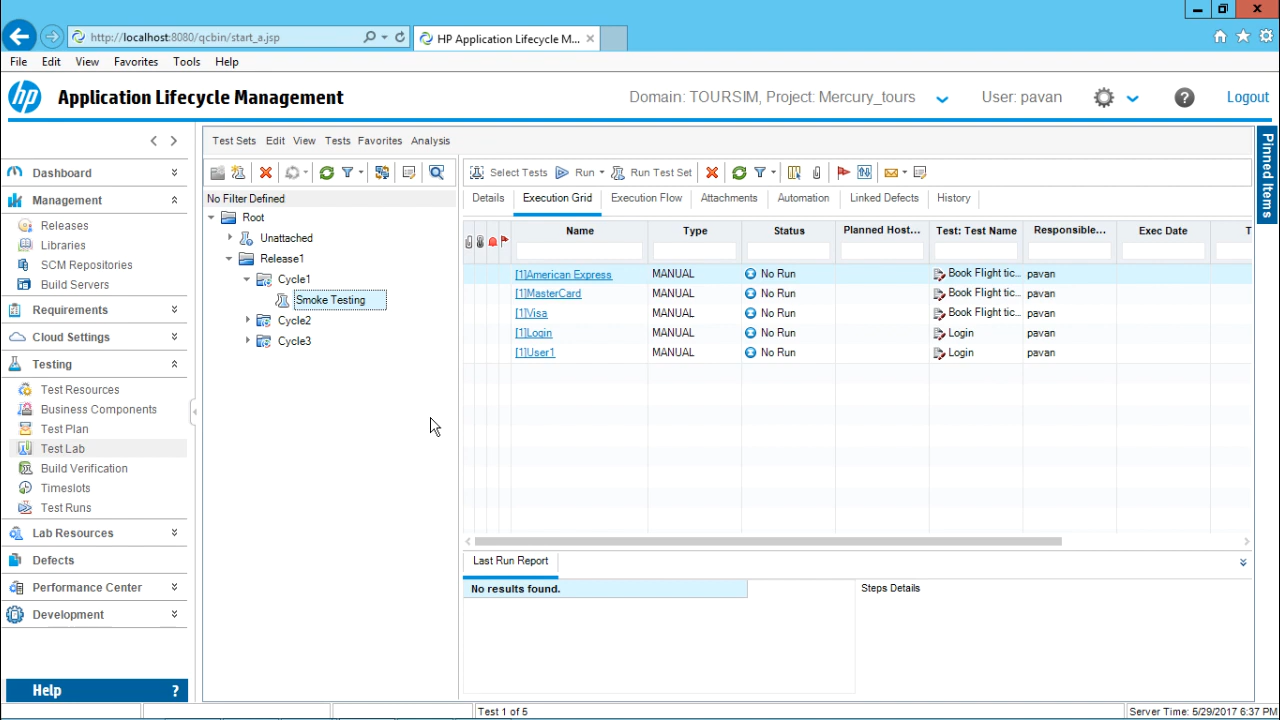 http://localhost:8080/qcbin/start_a.jsp
HP Application Lifecycle M...
File Edit View Favorites Tools Help
hp Application Lifecycle Management
Domain: TOURSIM, Project: Mercury_tours
User: pavan
Logout
Pinned Items
Dashboard
Management
Releases
Libraries
SCM Repositories
Build Servers
Requirements
Cloud Settings
Testing
Test Resources
Business Components
Test Plan
Test Lab
Build Verification
Timeslots
Test Runs
Lab Resources
Defects
Performance Center
Development
Help ?
Test Sets Edit View Tests Favorites Analysis
No Filter Defined
Root
Unattached
Release1
Cycle1
Smoke Testing
Cycle2
Cycle3
Select Tests Run Run Test Set
Details Execution Grid Execution Flow Attachments Automation Linked Defects History
Name Type Status Planned Host... Test: Test Name Responsible... Exec Date T
[1]American Express MANUAL No Run Book Flight tic... pavan
[1]MasterCard MANUAL No Run Book Flight tic... pavan
[1]Visa MANUAL No Run Book Flight tic... pavan
[1]Login MANUAL No Run Login pavan
[1]User1 MANUAL No Run Login pavan
Last Run Report
No results found.
Steps Details
Test 1 of 5
Server Time: 5/29/2017 6:37 PM